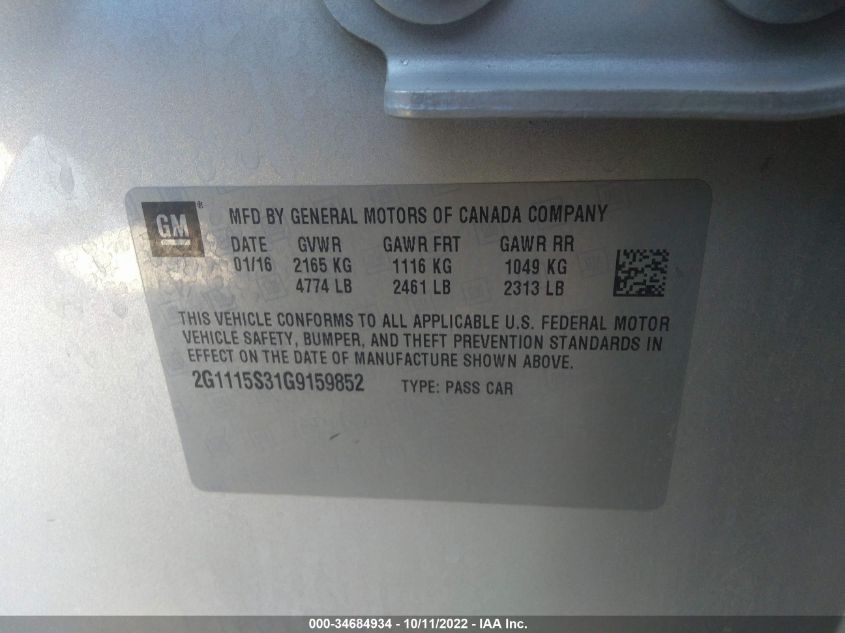 GM ® MFD BY GENERAL MOTORS OF CANADA COMPANY
DATE GVWR GAWR FRT GAWR RR
01/16 2165 KG 1116 KG 1049 KG
4774 LB 2461 LB 2313 LB
THIS VEHICLE CONFORMS TO ALL APPLICABLE U.S. FEDERAL MOTOR
VEHICLE SAFETY, BUMPER, AND THEFT PREVENTION STANDARDS IN
EFFECT ON THE DATE OF MANUFACTURE SHOWN ABOVE.
2G1115S31G9159852 TYPE: PASS CAR
000-34684934 - 10/11/2022 - IAA Inc.